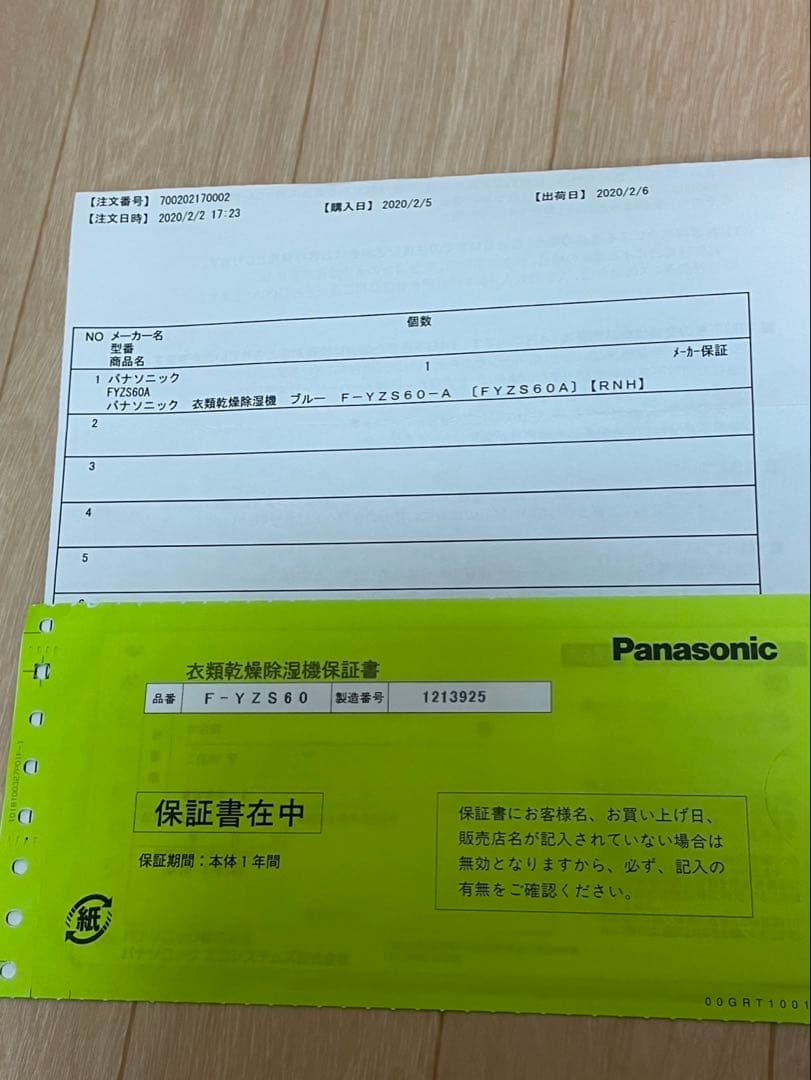 【注文番号】 700202170002
【注文日時】 2020/2/2 17:23
【購入日】 2020/2/5
【出荷日】 2020/2/6
NO メーカー名 個数
型番
商品名 メーカー保証
1 パナソニック 1
FYZS60A
パナソニック 衣類乾燥除湿機 ブルー F-YZS60-A 〔FYZS60A〕【RNH】
2
3
4
5
Panasonic
衣類乾燥除湿機保証書
品番 F-YZS60 製造番号 1213925
保証書在中
保証期間:本体1年間
保証書にお客様名、お買い上げ日、
販売店名が記入されていない場合は
無効となりますから、必ず、記入の
有無をご確認ください。
紙
00GRT1001